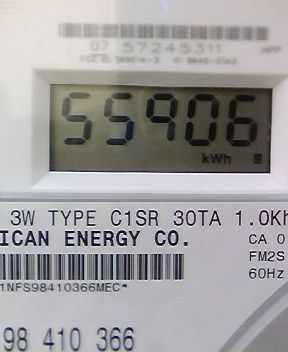 07 57245311
55906
kWh
3W TYPE C1SR 30TA 1.0Kh
ICAN ENERGY CO.
CA 0
FM2S
1NFS98410366MEC*
60Hz
98 410 366